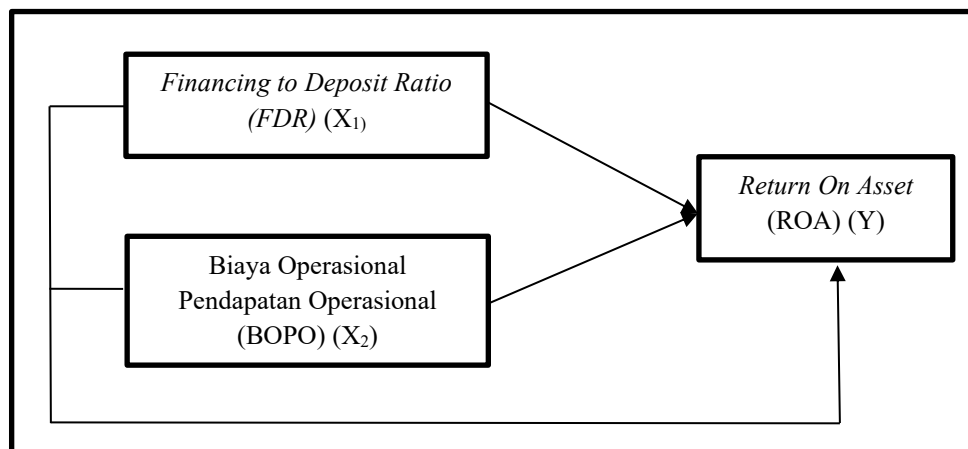 Financing to Deposit Ratio
(FDR) (X₁₎
Biaya Operasional
Pendapatan Operasional
(BOPO) (X₂)
Return On Asset
(ROA) (Y)